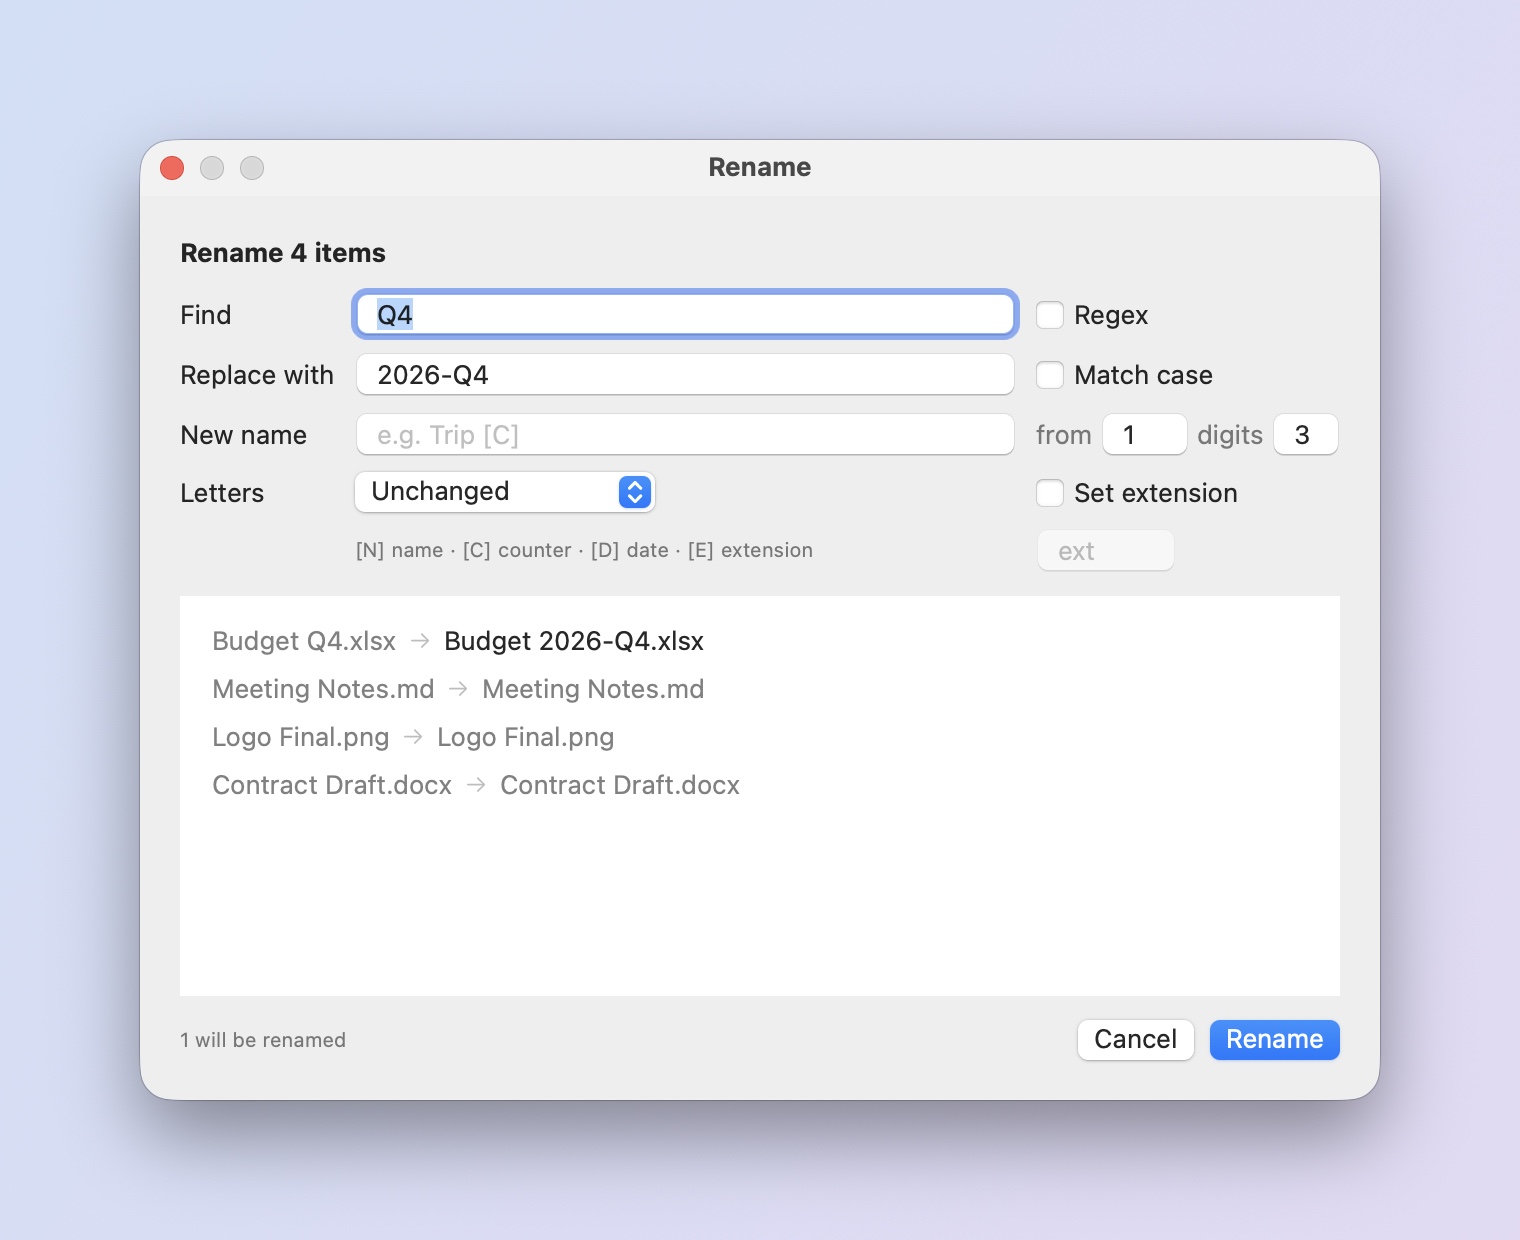 Rename
Rename 4 items
Find Q4 Regex
Replace with 2026-Q4 Match case
New name e.g. Trip [C] from 1 digits 3
Letters Unchanged Set extension
[N] name · [C] counter · [D] date · [E] extension ext
Budget Q4.xlsx → Budget 2026-Q4.xlsx
Meeting Notes.md → Meeting Notes.md
Logo Final.png → Logo Final.png
Contract Draft.docx → Contract Draft.docx
1 will be renamed Cancel Rename